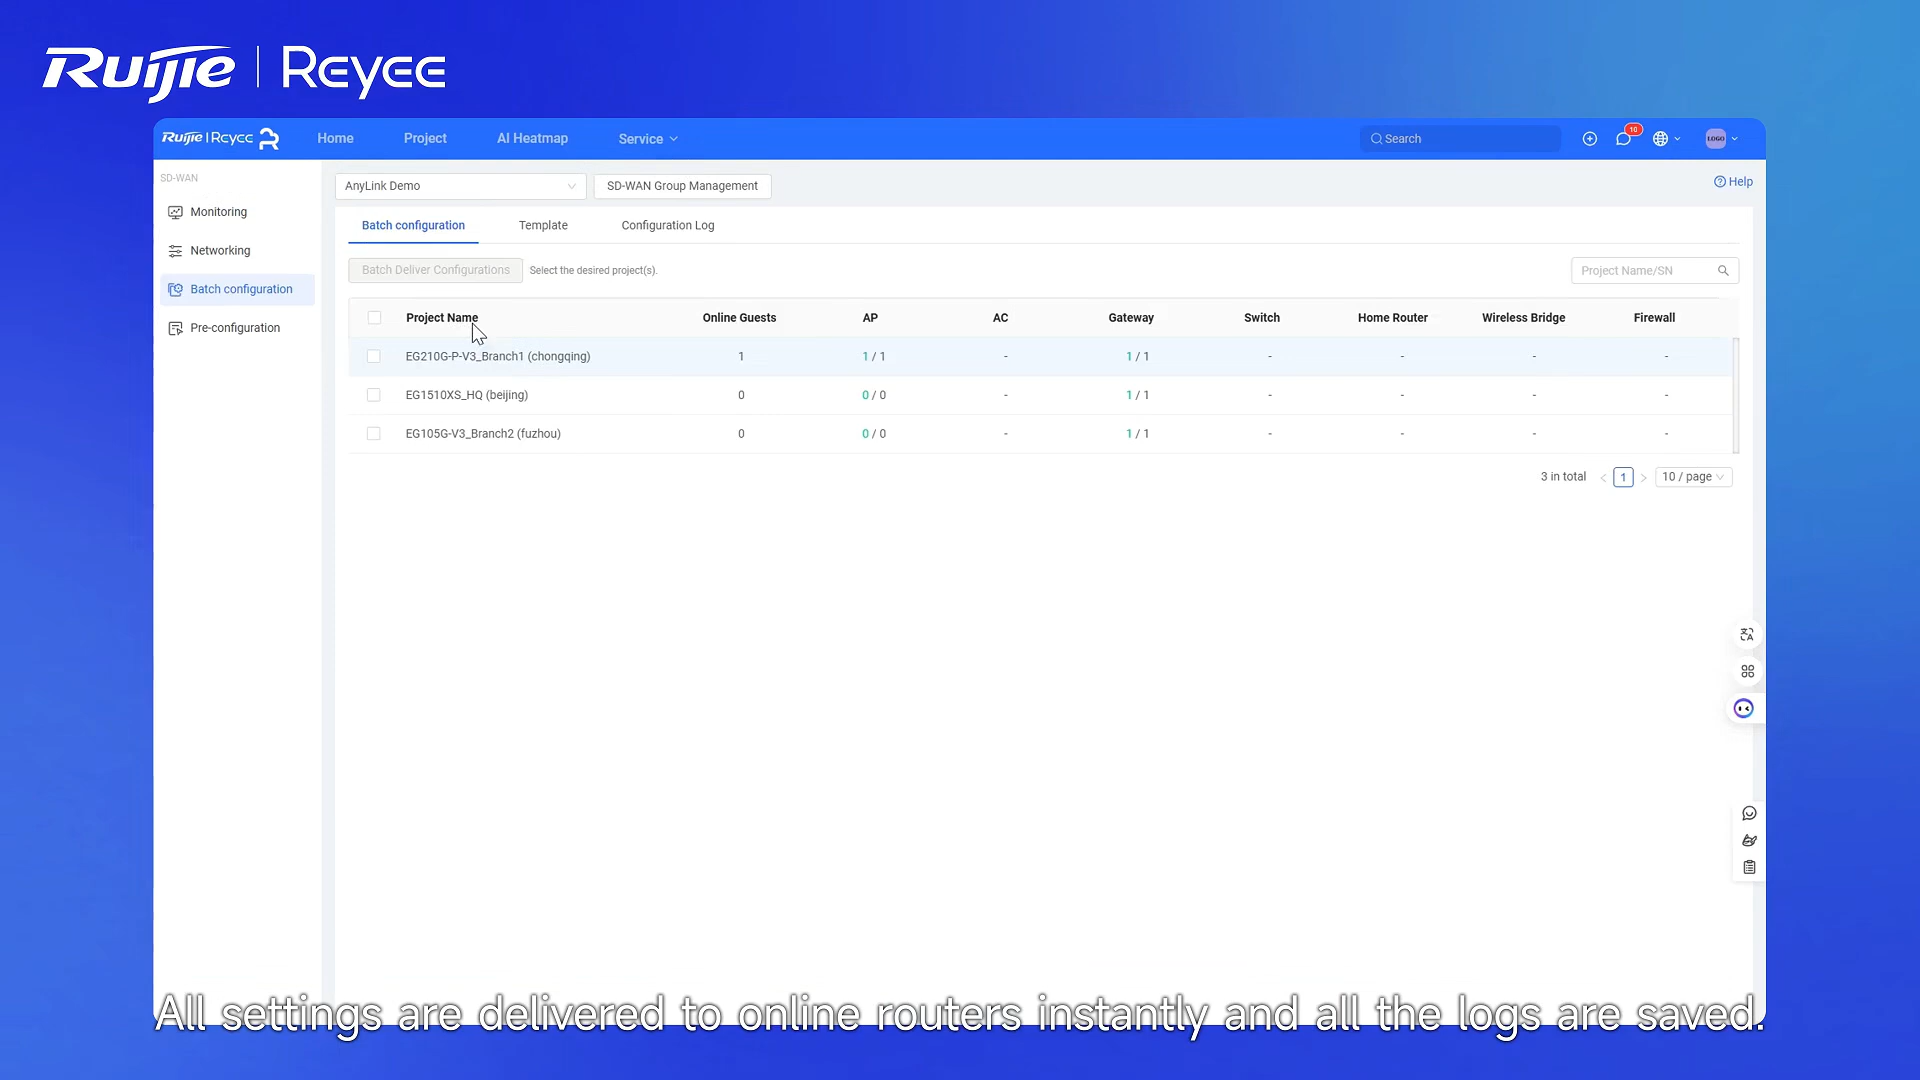 Ruijie | Reyee
Ruijie | Reyee Home Project AI Heatmap Service Search 10 LOGO
SD-WAN
Monitoring
Networking
Batch configuration
Pre-configuration
AnyLink Demo SD-WAN Group Management Help
Batch configuration Template Configuration Log
Batch Deliver Configurations Select the desired project(s). Project Name/SN
Project Name Online Guests AP AC Gateway Switch Home Router Wireless Bridge Firewall
EG210G-P-V3_Branch1 (chongqing) 1 1 / 1 - 1 / 1 - - - -
EG1510XS_HQ (beijing) 0 0 / 0 - 1 / 1 - - - -
EG105G-V3_Branch2 (fuzhou) 0 0 / 0 - 1 / 1 - - - -
3 in total < 1 > 10 / page
All settings are delivered to online routers instantly and all the logs are saved.